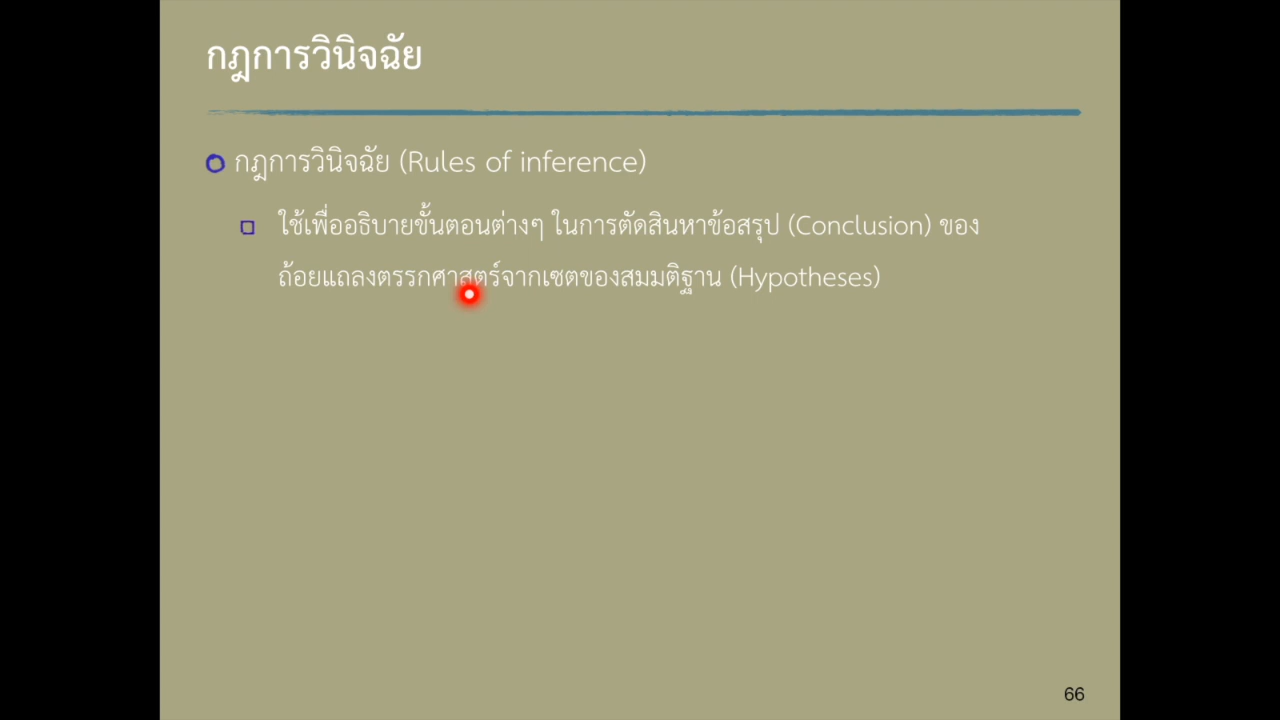 กฎการวินิจฉัย
กฎการวินิจฉัย (Rules of inference)
ใช้เพื่ออธิบายขั้นตอนต่างๆ ในการตัดสินหาข้อสรุป (Conclusion) ของ
ถ้อยแถลงตรรกศาสตร์จากเซตของสมมติฐาน (Hypotheses)
66